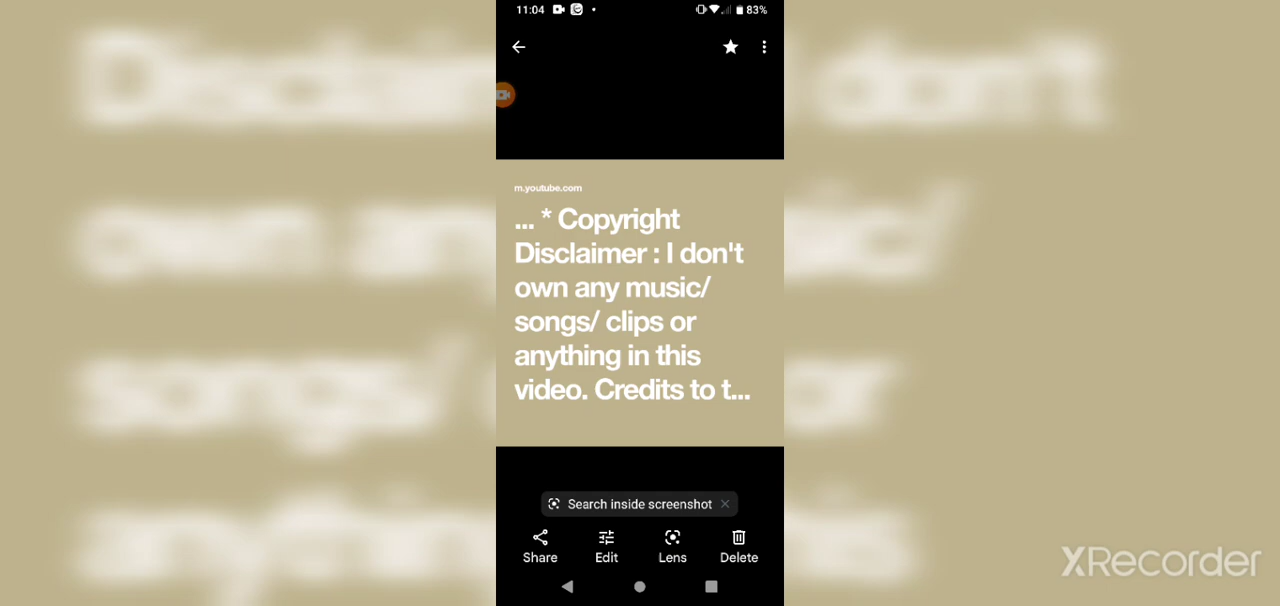 11:04 83%
m.youtube.com
... * Copyright
Disclaimer : I don't
own any music/
songs/ clips or
anything in this
video. Credits to t...
Search inside screenshot
Share Edit Lens Delete
XRecorder